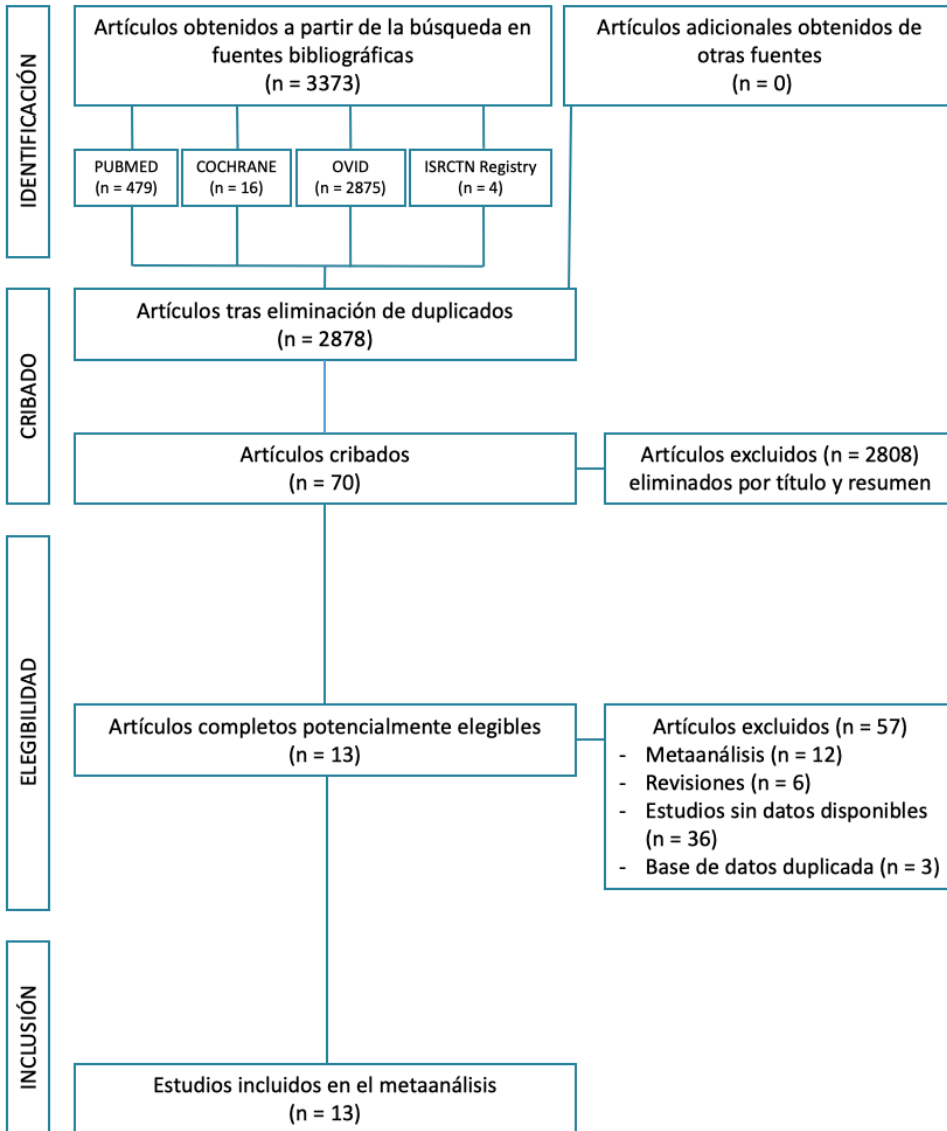 IDENTIFICACIÓN
Artículos obtenidos a partir de la búsqueda en
fuentes bibliográficas
(n = 3373)
Artículos adicionales obtenidos de
otras fuentes
(n = 0)
PUBMED
(n = 479)
COCHRANE
(n = 16)
OVID
(n = 2875)
ISRCTN Registry
(n = 4)
CRIBADO
Artículos tras eliminación de duplicados
(n = 2878)
Artículos cribados
(n = 70)
Artículos excluidos (n = 2808)
eliminados por título y resumen
ELEGIBILIDAD
Artículos completos potencialmente elegibles
(n = 13)
Artículos excluidos (n = 57)
- Metaanálisis (n = 12)
- Revisiones (n = 6)
- Estudios sin datos disponibles
(n = 36)
- Base de datos duplicada (n = 3)
INCLUSIÓN
Estudios incluidos en el metaanálisis
(n = 13)